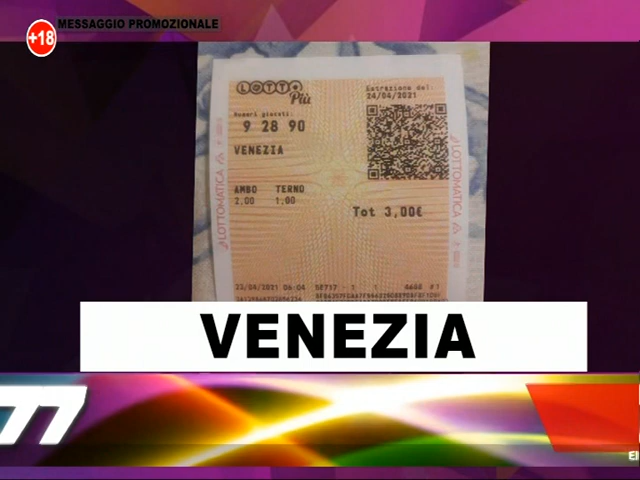 MESSAGGIO PROMOZIONALE
+18
LOTTO
Più
Estrazione del:
24/04/2021
Numeri giocati:
9 28 90
VENEZIA
AMBO TERNO
2,00 1,00
Tot 3,00€
LOTTOMATICA
LOTTOMATICA
VENEZIA
77